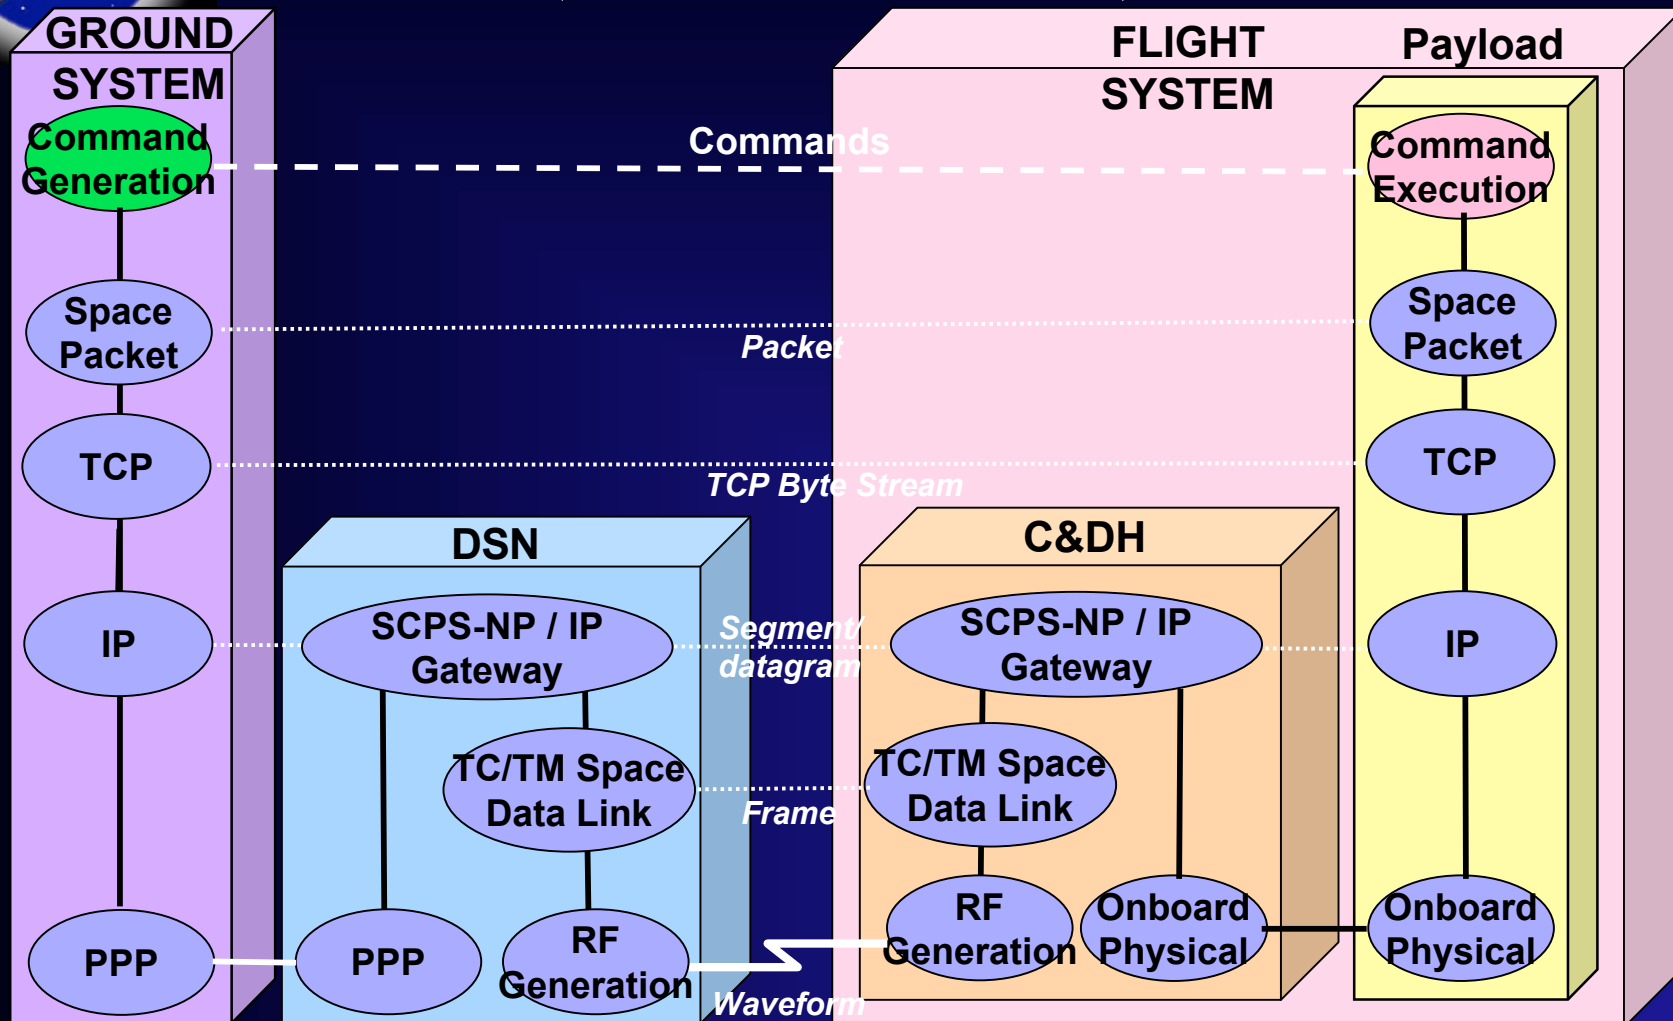 GROUND
SYSTEM
FLIGHT
SYSTEM
Payload
Command
Generation
Commands
Command
Execution
Space
Packet
Packet
Space
Packet
TCP
TCP Byte Stream
TCP
DSN
C&DH
IP
SCPS-NP / IP
Gateway
Segment/
datagram
SCPS-NP / IP
Gateway
IP
TC/TM Space
Data Link
Frame
TC/TM Space
Data Link
PPP
PPP
RF
Generation
Waveform
RF
Generation
Onboard
Physical
Onboard
Physical